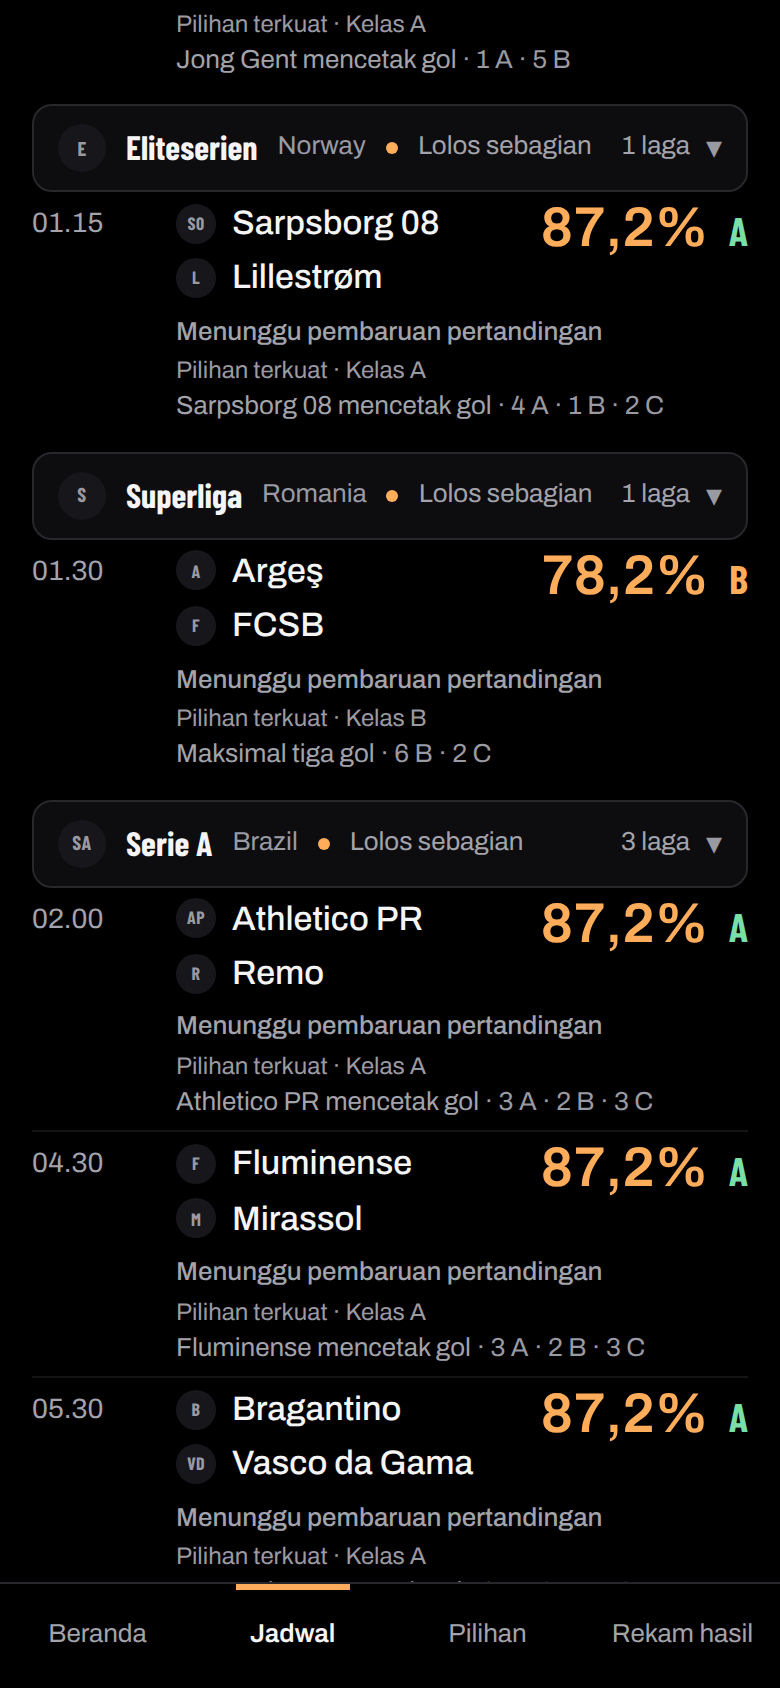 Pilihan terkuat · Kelas A
Jong Gent mencetak gol · 1 A · 5 B
E Eliteserien Norway ● Lolos sebagian 1 laga ▼
01.15 SO Sarpsborg 08 87,2% A
L Lillestrøm
Menunggu pembaruan pertandingan
Pilihan terkuat · Kelas A
Sarpsborg 08 mencetak gol · 4 A · 1 B · 2 C
S Superliga Romania ● Lolos sebagian 1 laga ▼
01.30 A Argeş 78,2% B
F FCSB
Menunggu pembaruan pertandingan
Pilihan terkuat · Kelas B
Maksimal tiga gol · 6 B · 2 C
SA Serie A Brazil ● Lolos sebagian 3 laga ▼
02.00 AP Athletico PR 87,2% A
R Remo
Menunggu pembaruan pertandingan
Pilihan terkuat · Kelas A
Athletico PR mencetak gol · 3 A · 2 B · 3 C
04.30 F Fluminense 87,2% A
M Mirassol
Menunggu pembaruan pertandingan
Pilihan terkuat · Kelas A
Fluminense mencetak gol · 3 A · 2 B · 3 C
05.30 B Bragantino 87,2% A
VD Vasco da Gama
Menunggu pembaruan pertandingan
Pilihan terkuat · Kelas A
Beranda Jadwal Pilihan Rekam hasil